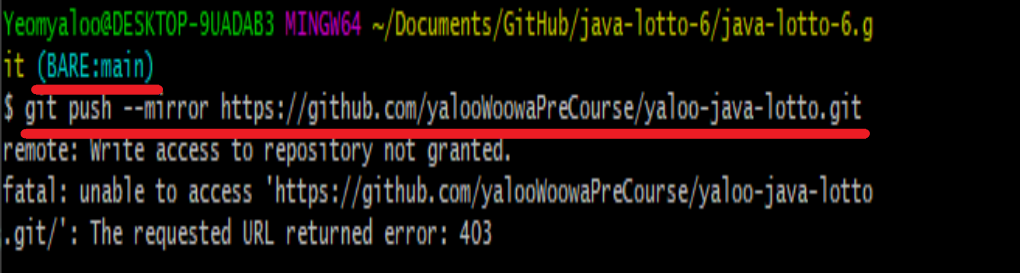 Yeomyaloo@DESKTOP-9UADAB3 MINGW64 ~/Documents/GitHub/java-lotto-6/java-lotto-6.g
it (BARE:main)
$ git push --mirror https://github.com/yalooWoowaPreCourse/yaloo-java-lotto.git
remote: Write access to repository not granted.
fatal: unable to access 'https://github.com/yalooWoowaPreCourse/yaloo-java-lotto
.git/': The requested URL returned error: 403